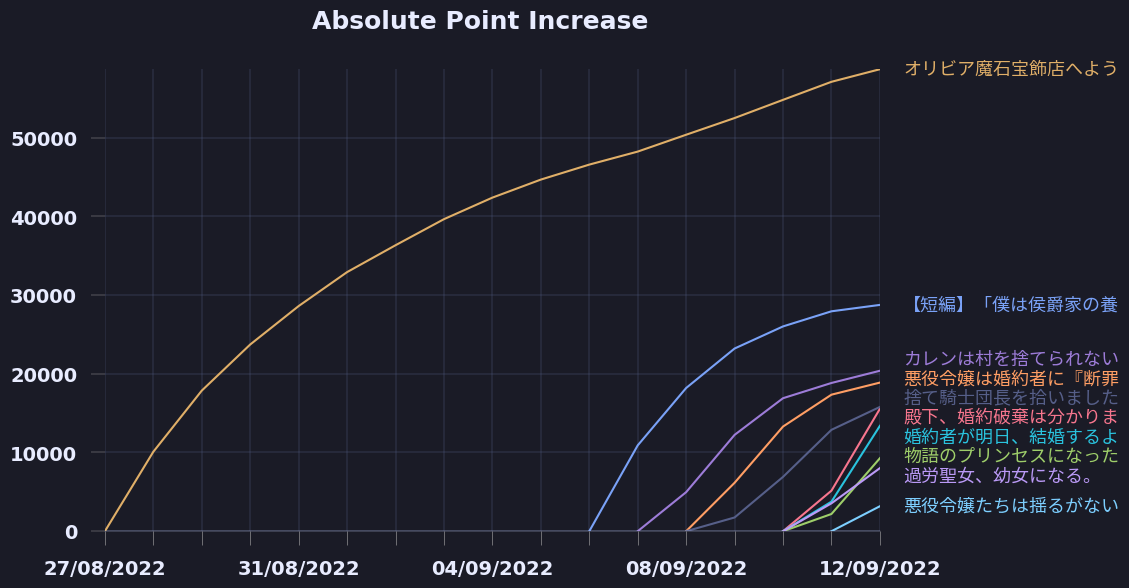 Absolute Point Increase
オリビア魔石宝飾店へよう
50000
40000
30000
【短編】「僕は侯爵家の養
カレンは村を捨てられない
20000
悪役令嬢は婚約者に『断罪
捨て騎士団長を拾いました
殿下、婚約破棄は分かりま
婚約者が明日、結婚するよ
10000
物語のプリンセスになった
過労聖女、幼女になる。
悪役令嬢たちは揺るがない
0
27/08/2022
31/08/2022
04/09/2022
08/09/2022
12/09/2022